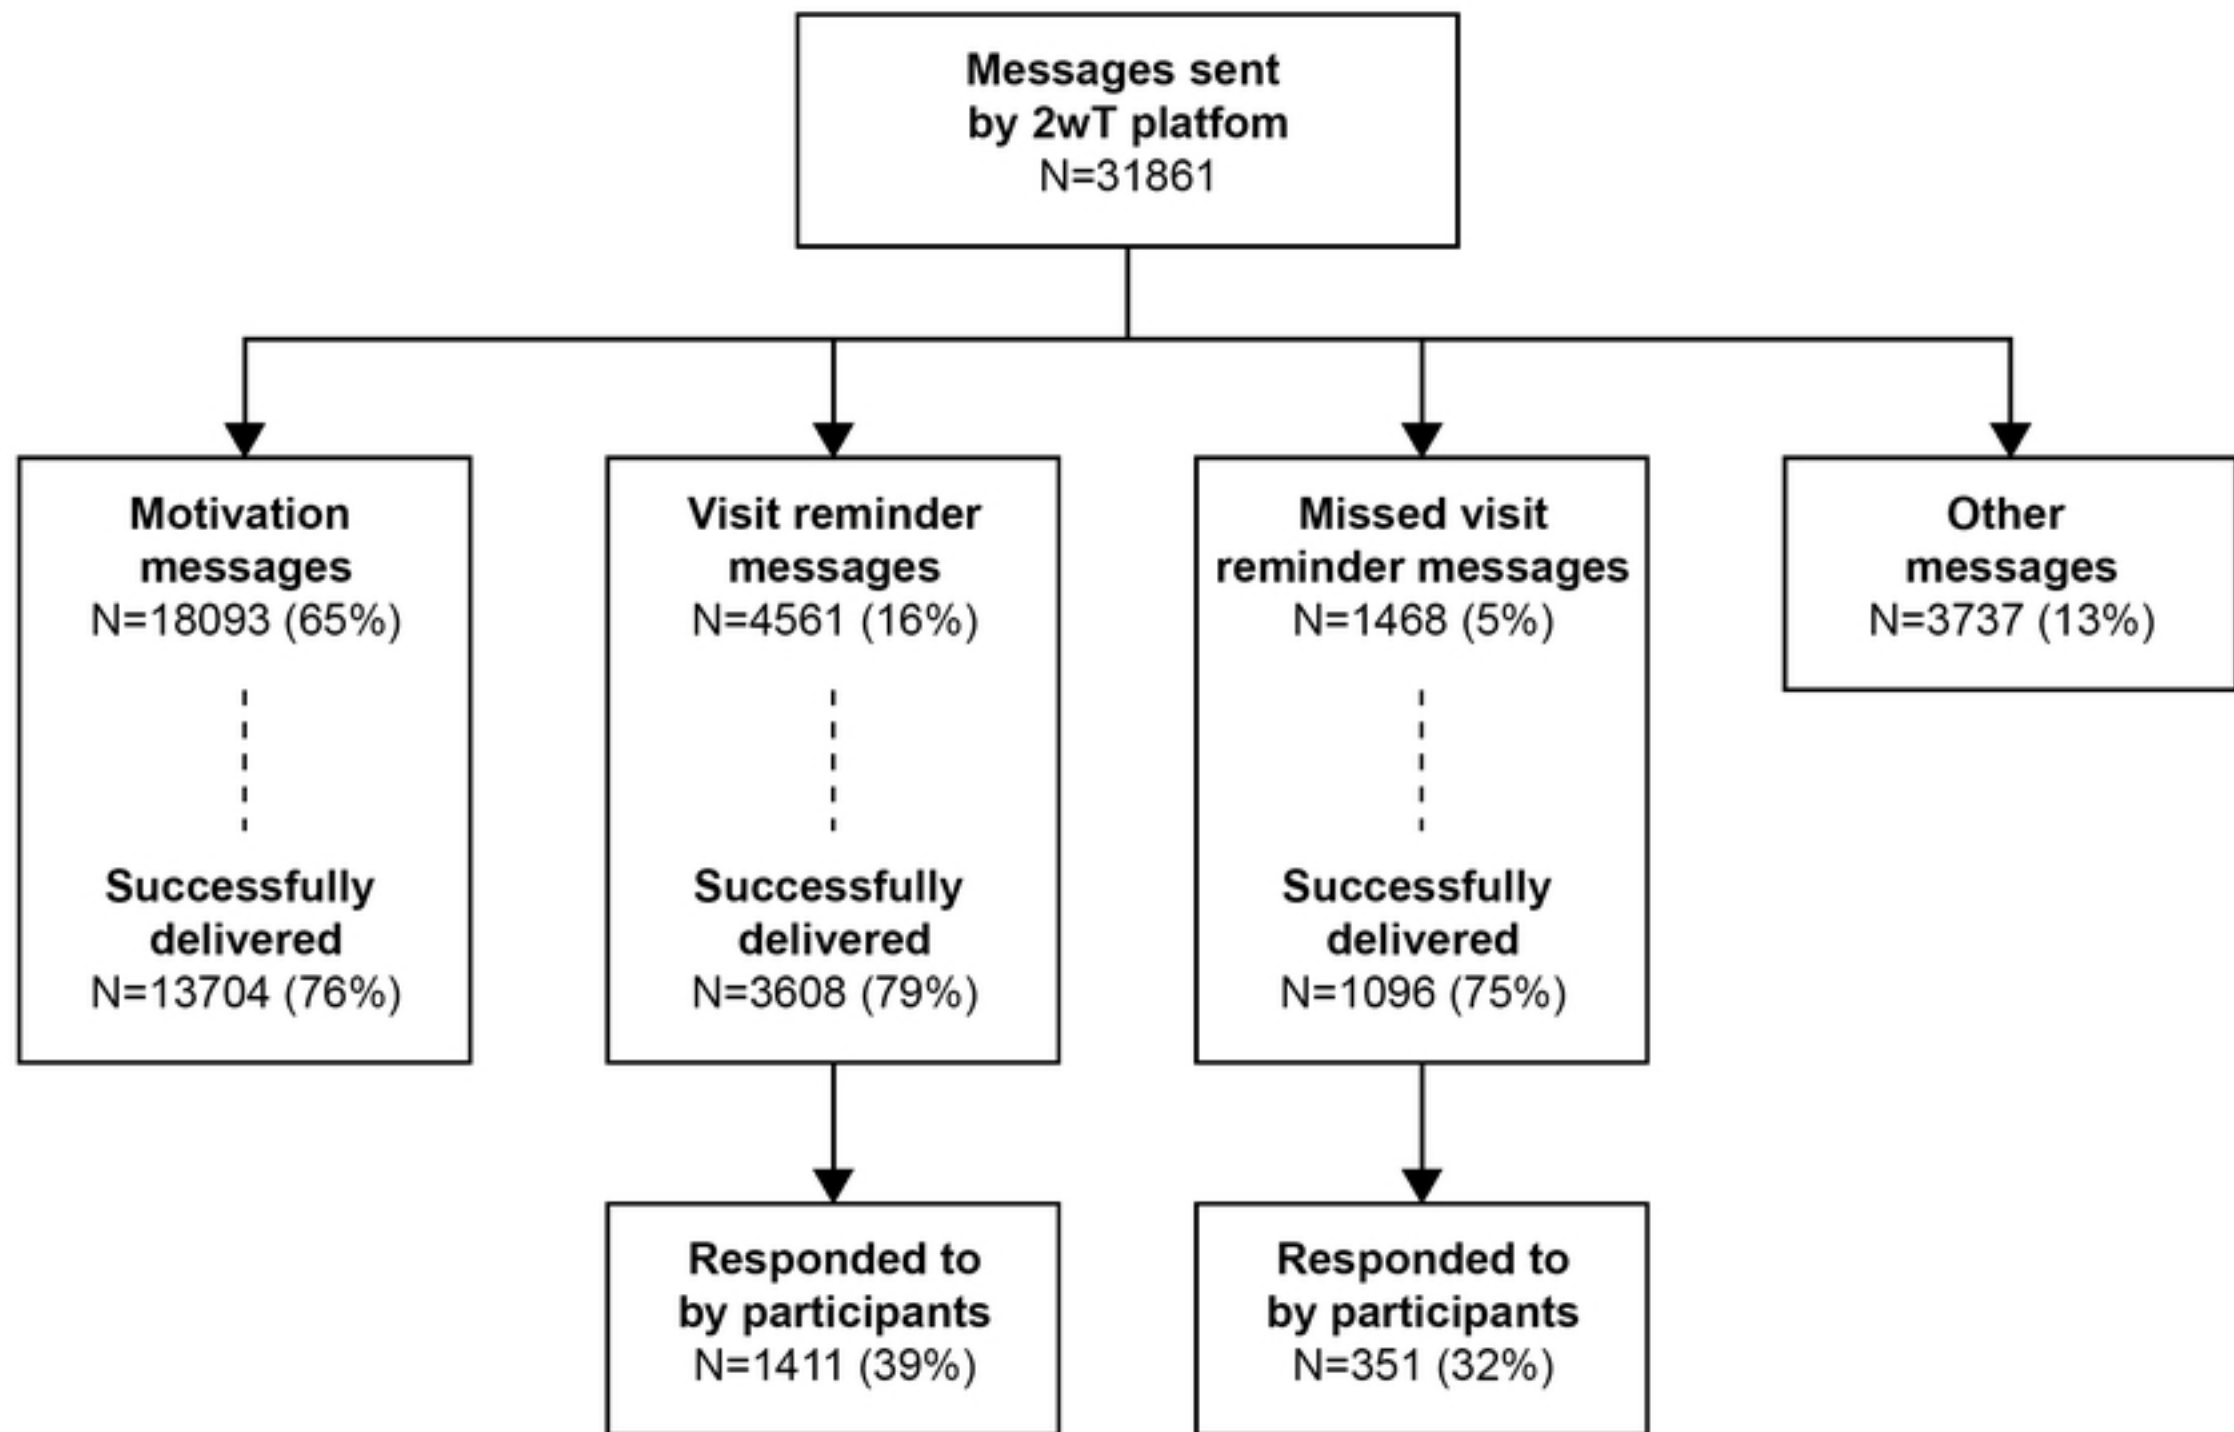 Messages sent
by 2wT platfom
N=31861
Motivation
messages
N=18093 (65%)
Successfully
delivered
N=13704 (76%)
Visit reminder
messages
N=4561 (16%)
Successfully
delivered
N=3608 (79%)
Missed visit
reminder messages
N=1468 (5%)
Successfully
delivered
N=1096 (75%)
Other
messages
N=3737 (13%)
Responded to
by participants
N=1411 (39%)
Responded to
by participants
N=351 (32%)